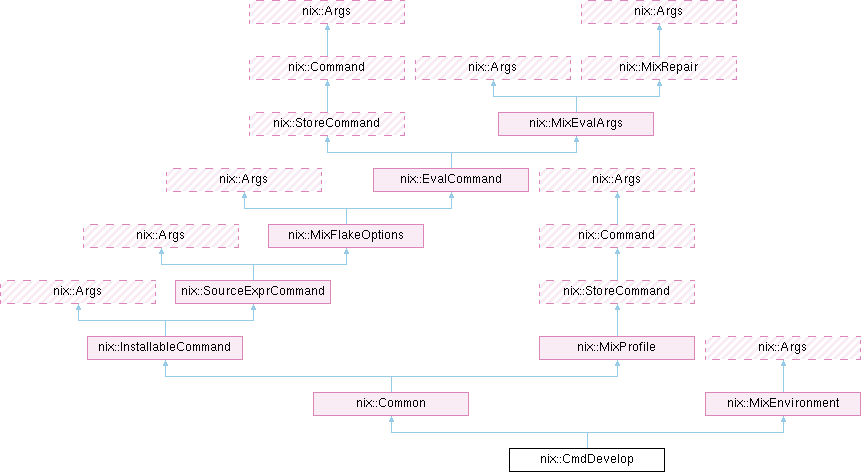 nix::Args
nix::Args
nix::Command
nix::Args
nix::MixRepair
nix::StoreCommand
nix::MixEvalArgs
nix::Args
nix::EvalCommand
nix::Args
nix::Args
nix::MixFlakeOptions
nix::Command
nix::Args
nix::SourceExprCommand
nix::StoreCommand
nix::InstallableCommand
nix::MixProfile
nix::Args
nix::Common
nix::MixEnvironment
nix::CmdDevelop